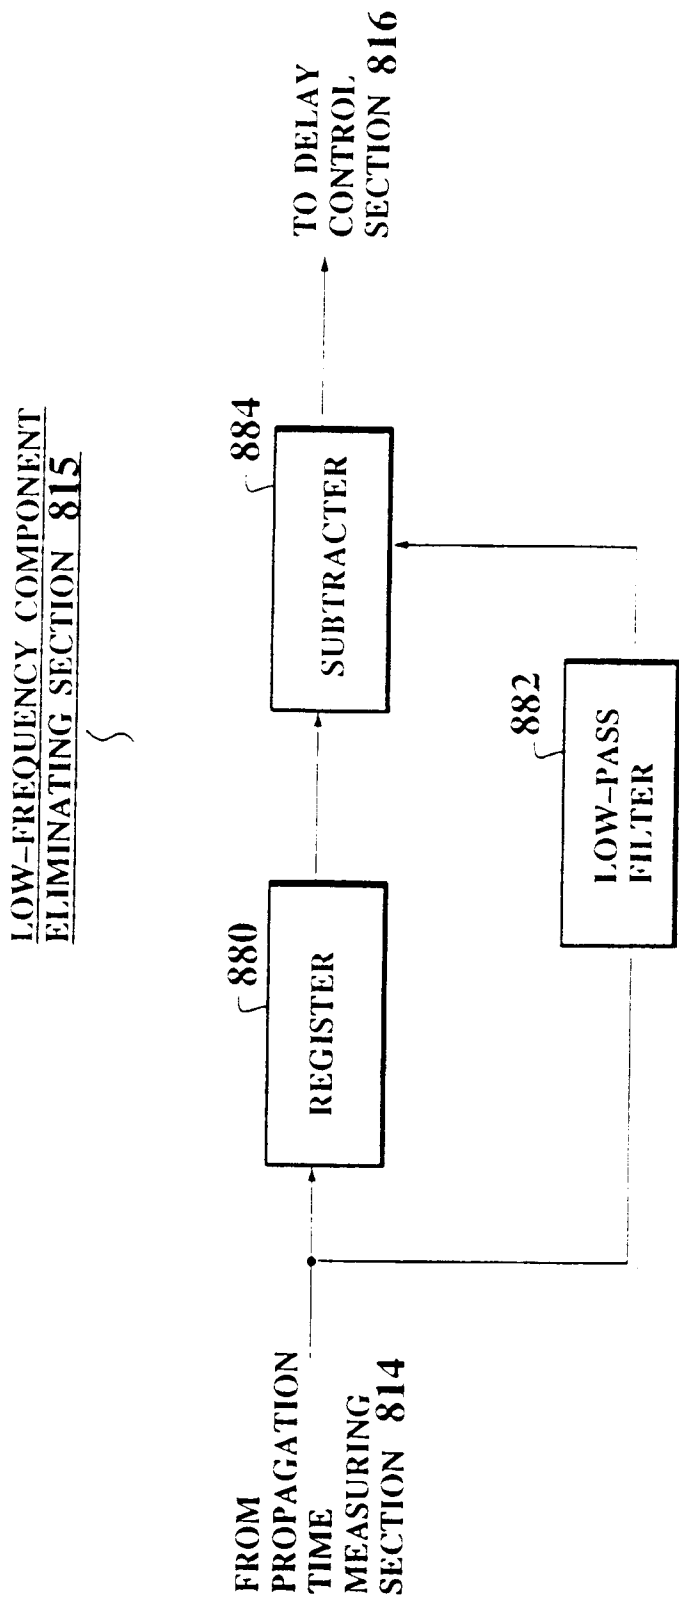 LOW-FREQUENCY COMPONENT
ELIMINATING SECTION 815
FROM
PROPAGATION
TIME
MEASURING
SECTION 814
880
REGISTER
884
SUBTRACTER
882
LOW-PASS
FILTER
TO DELAY
CONTROL
SECTION 816